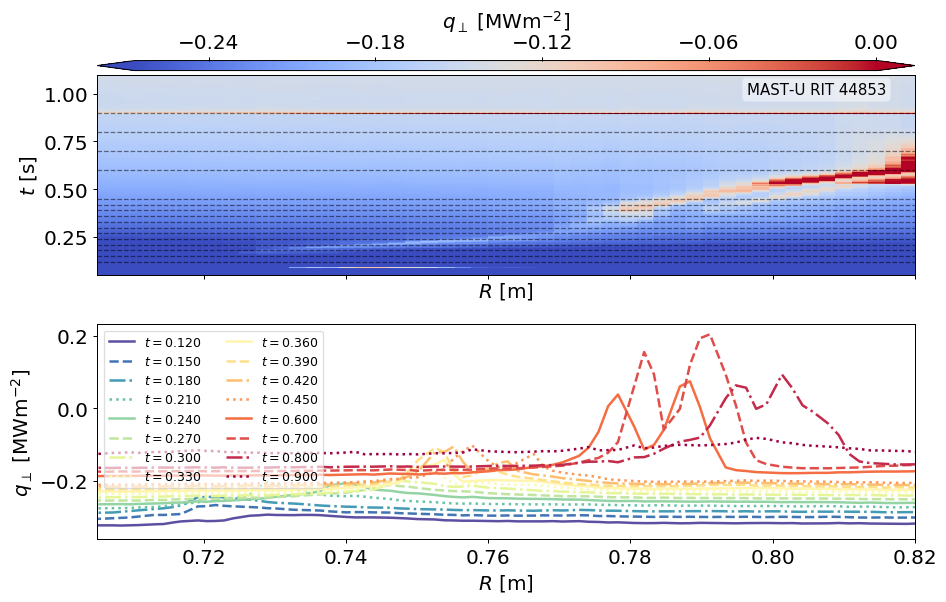 q⊥ [MWm⁻²]
−0.24 −0.18 −0.12 −0.06 0.00
MAST-U RIT 44853
1.00
0.75
0.50
0.25
t [s]
R [m]
0.2
0.0
−0.2
q⊥ [MWm⁻²]
t = 0.120 t = 0.360
t = 0.150 t = 0.390
t = 0.180 t = 0.420
t = 0.210 t = 0.450
t = 0.240 t = 0.600
t = 0.270 t = 0.700
t = 0.300 t = 0.800
t = 0.330 t = 0.900
0.72 0.74 0.76 0.78 0.80 0.82
R [m]